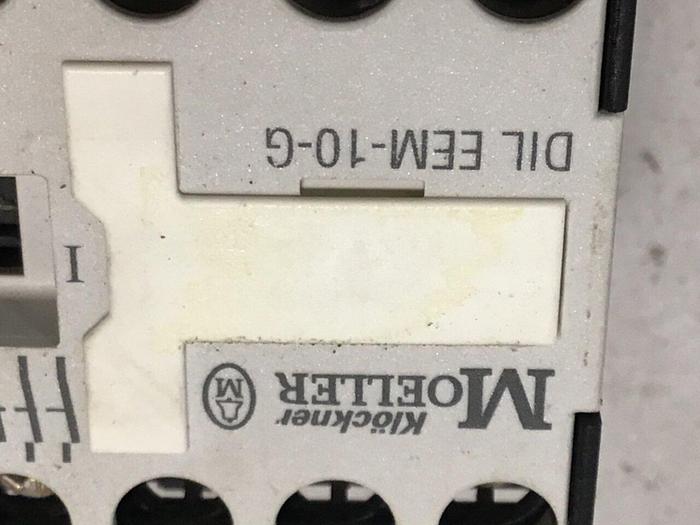 Klöckner
MOELLER
M
I
DIL EEM-10-G